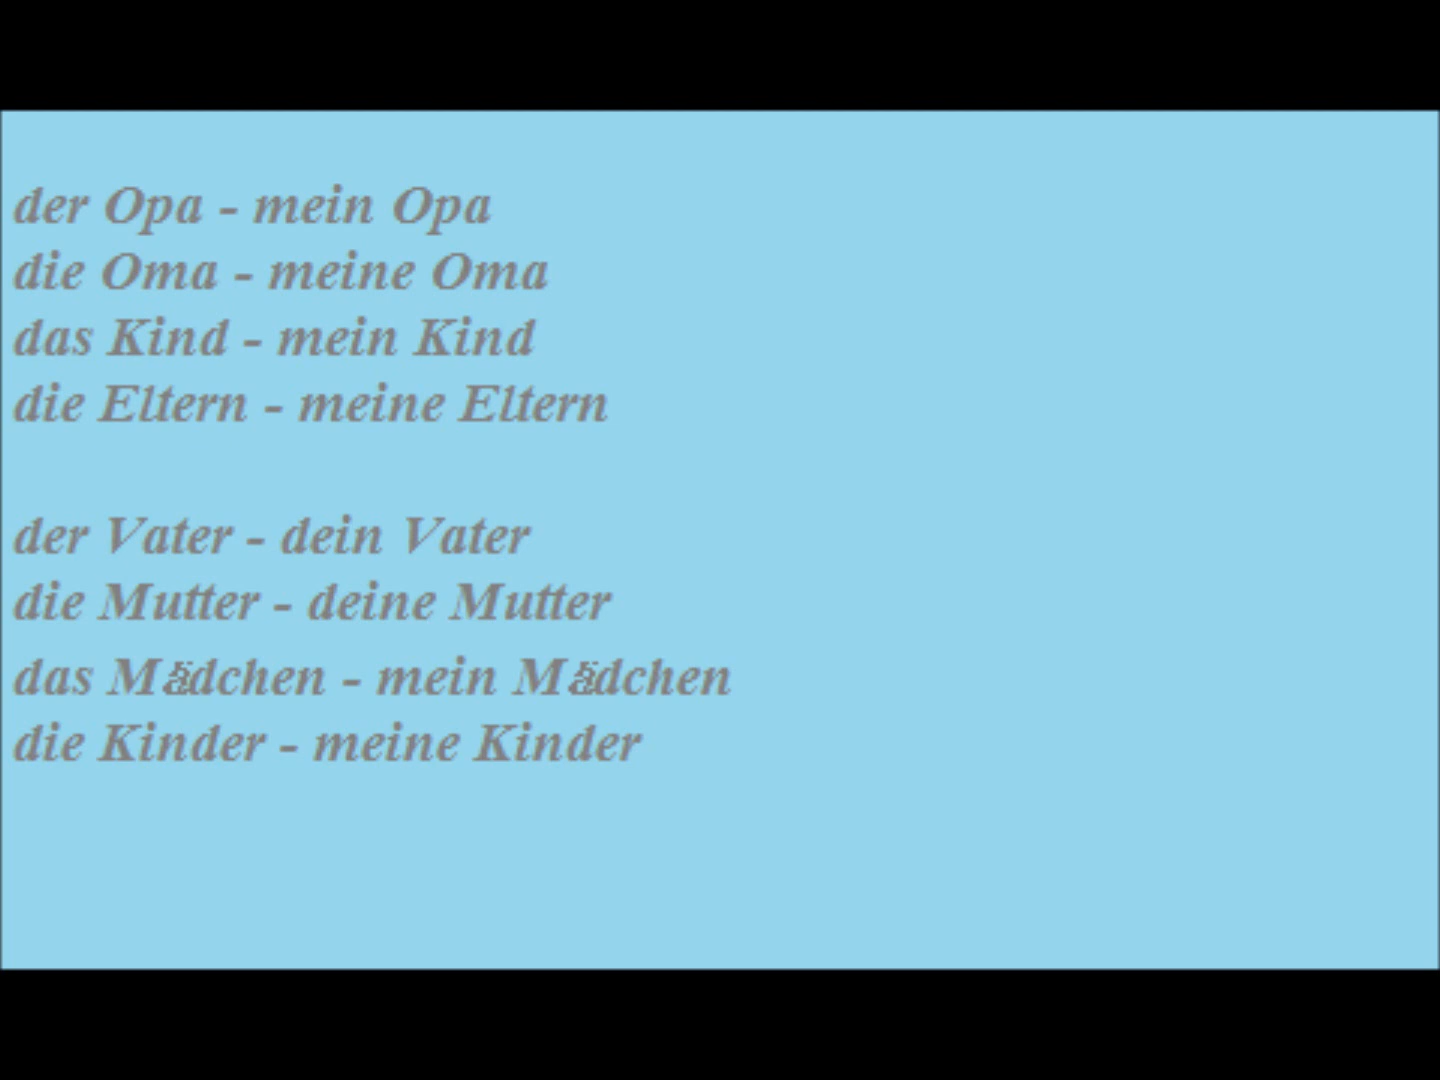 der Opa - mein Opa
die Oma - meine Oma
das Kind - mein Kind
die Eltern - meine Eltern
der Vater - dein Vater
die Mutter - deine Mutter
das Mädchen - mein Mädchen
die Kinder - meine Kinder